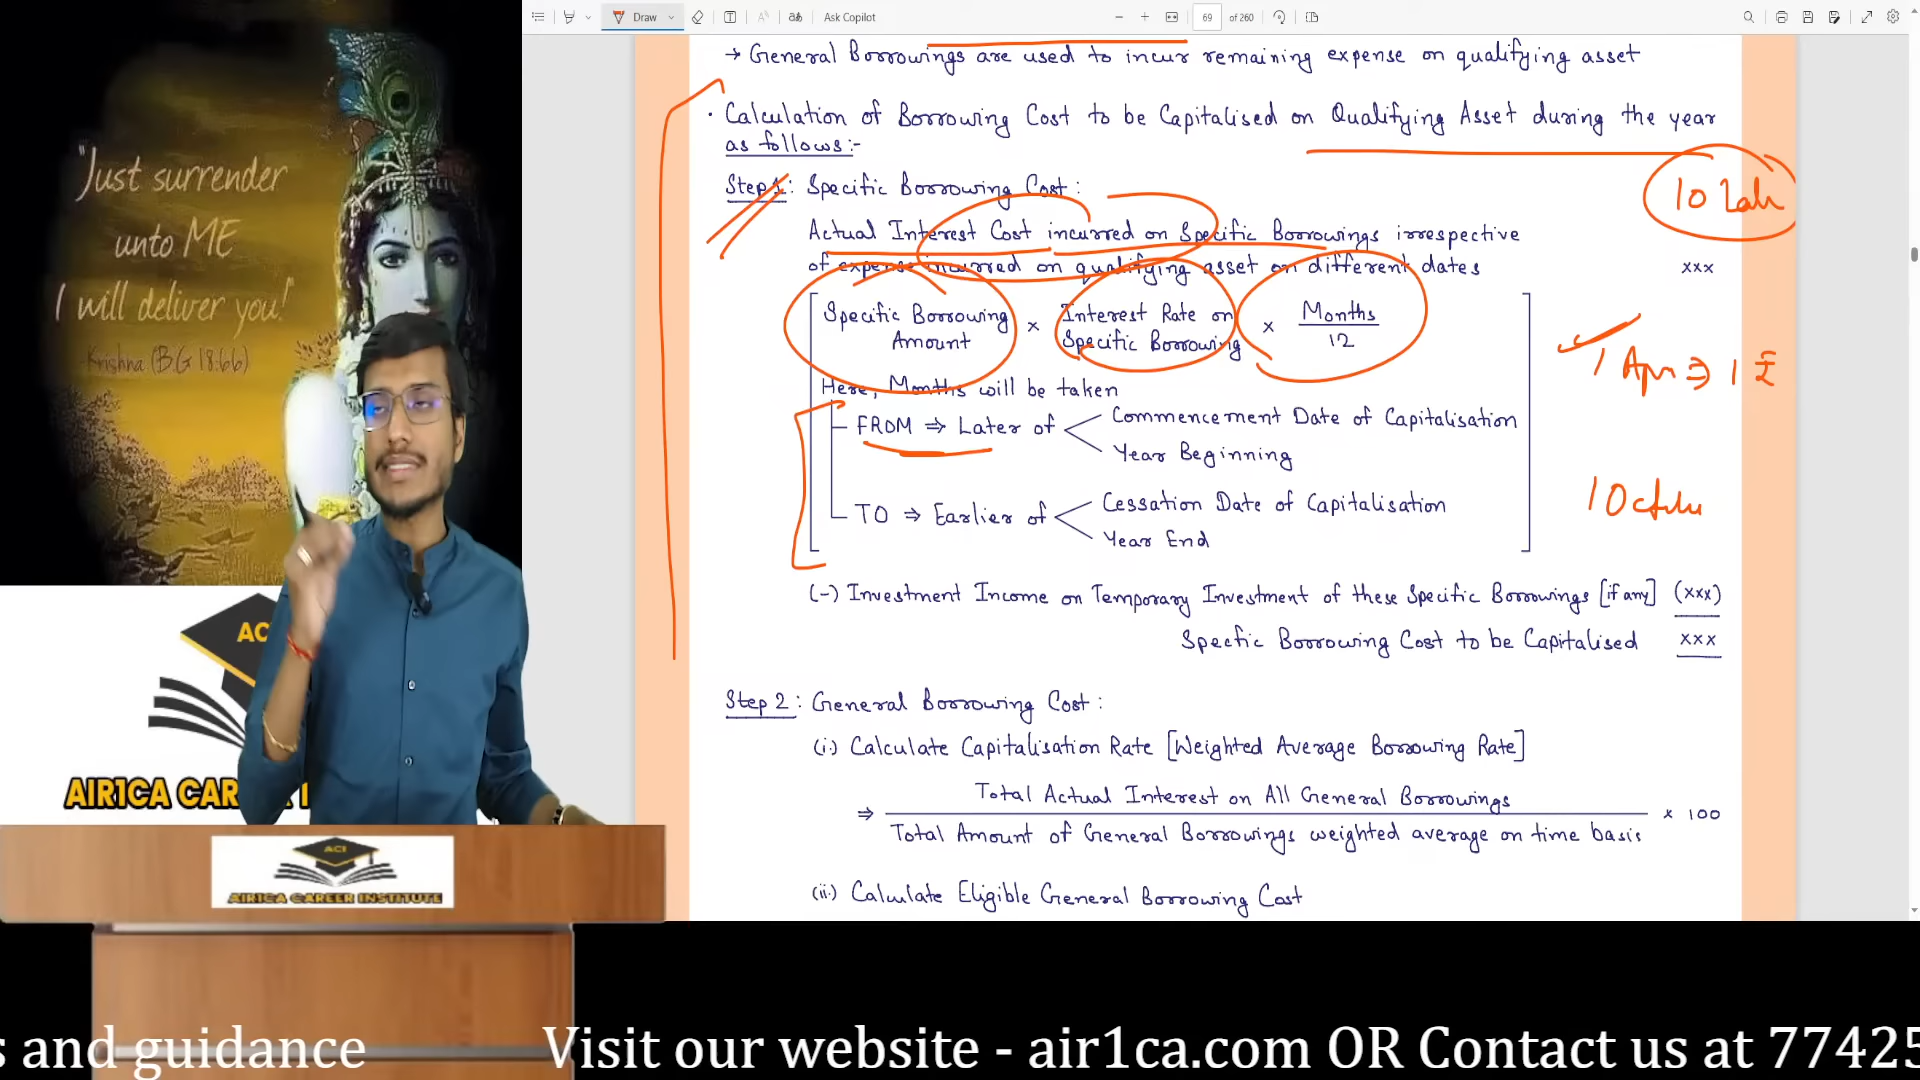 Draw
Ask Copilot
69 of 260
→ General Borrowings are used to incur remaining expense on qualifying asset
• Calculation of Borrowing Cost to be Capitalised on Qualifying Asset during the year
as follows:-
Step 1: Specific Borrowing Cost:
10 Lakh
Actual Interest Cost incurred on Specific Borrowings irrespective
of expense incurred on qualifying asset on different dates xxx
Specific Borrowing Amount × Interest Rate on Specific Borrowing × Months/12
Here, Months will be taken
FROM ⇒ Later of
Commencement Date of Capitalisation
Year Beginning
TO ⇒ Earlier of
Cessation Date of Capitalisation
Year End
1 Apr ⇒ 1 £
1 Octu
(-) Investment Income on Temporary Investment of these Specific Borrowings [if any] (xxx)
Specfic Borrowing Cost to be Capitalised xxx
Step 2: General Borrowing Cost:
(i.) Calculate Capitalisation Rate [Weighted Average Borrowing Rate]
⇒ Total Actual Interest on All General Borrowings
Total Amount of General Borrowings weighted average on time basis × 100
(ii.) Calculate Eligible General Borrowing Cost
"Just surrender
unto ME
I will deliver you!"
-Krishna (B.G 18:66)
AC
AIR1CA CAR
ACI
AIR1CA CAREER INSTITUTE
s and guidance Visit our website - air1ca.com OR Contact us at 77425